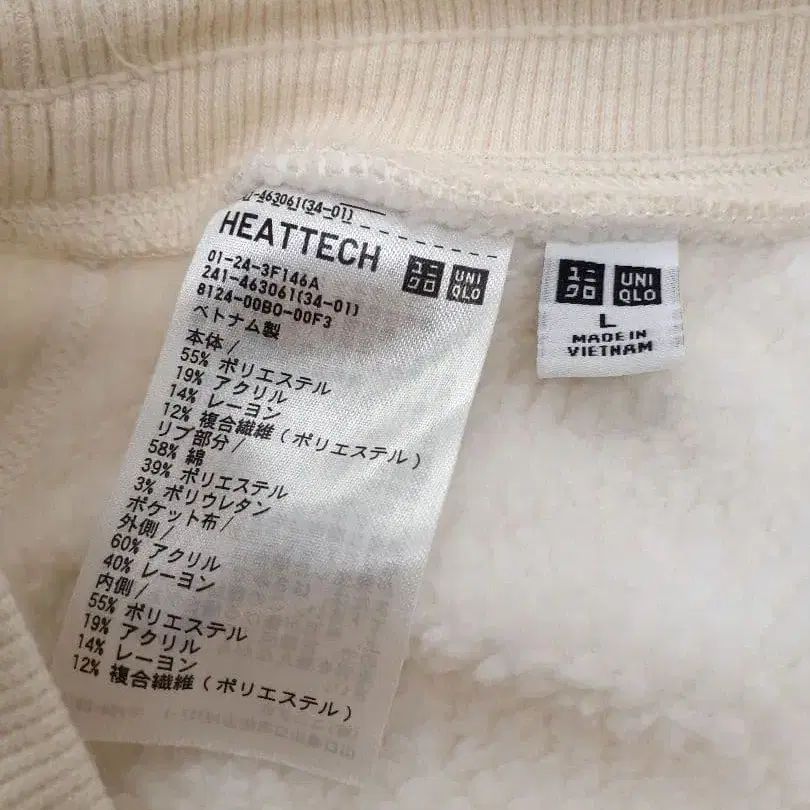 -463061(34-01)
HEATTECH
ユニ
クロ
UNI
QLO
01-24-3F146A
241-463061(34-01)
8124-00B0-00F3
ベトナム製
本体/
55% ポリエステル
19% アクリル
14% レーヨン
12% 複合繊維(ポリエステル)
リブ部分/
58% 綿
39% ポリエステル
3% ポリウレタン
ポケット布/
外側/
60% アクリル
40% レーヨン
内側/
55% ポリエステル
19% アクリル
14% レーヨン
12% 複合繊維(ポリエステル)
ユニ
クロ
UNI
QLO
L
MADE IN
VIETNAM